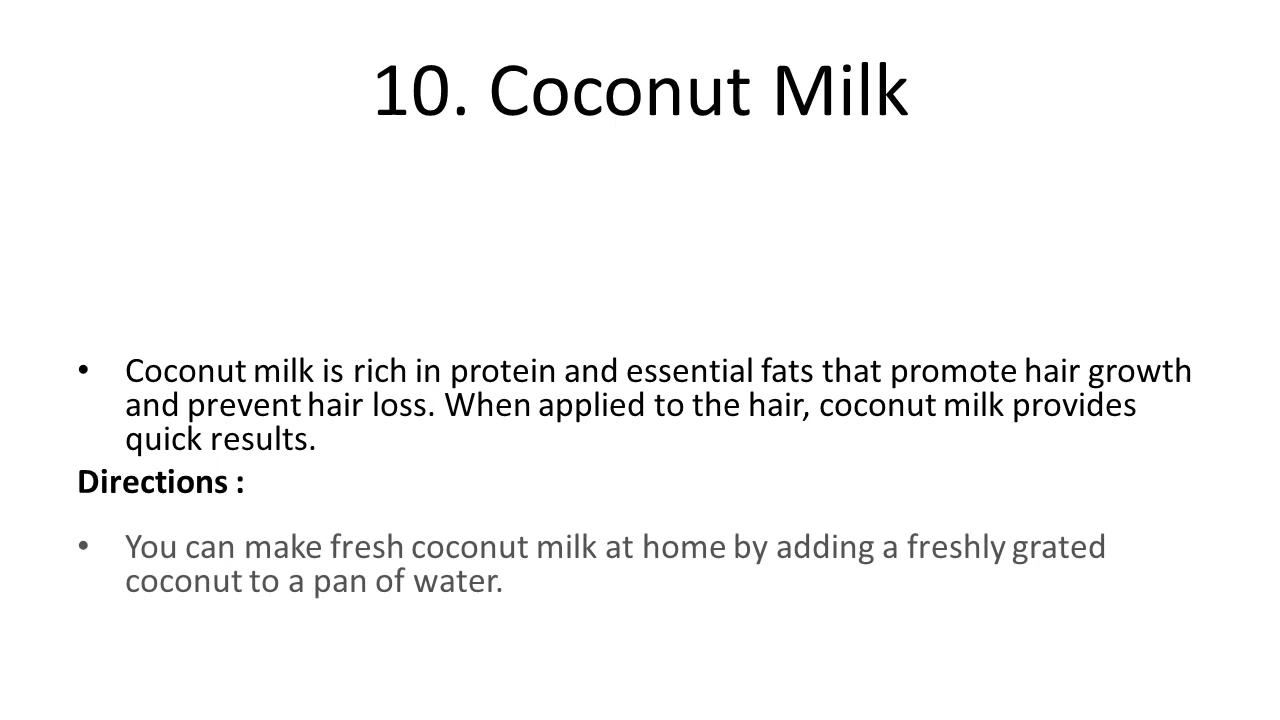 10. Coconut Milk
• Coconut milk is rich in protein and essential fats that promote hair growth
and prevent hair loss. When applied to the hair, coconut milk provides
quick results.
Directions :
• You can make fresh coconut milk at home by adding a freshly grated
coconut to a pan of water.